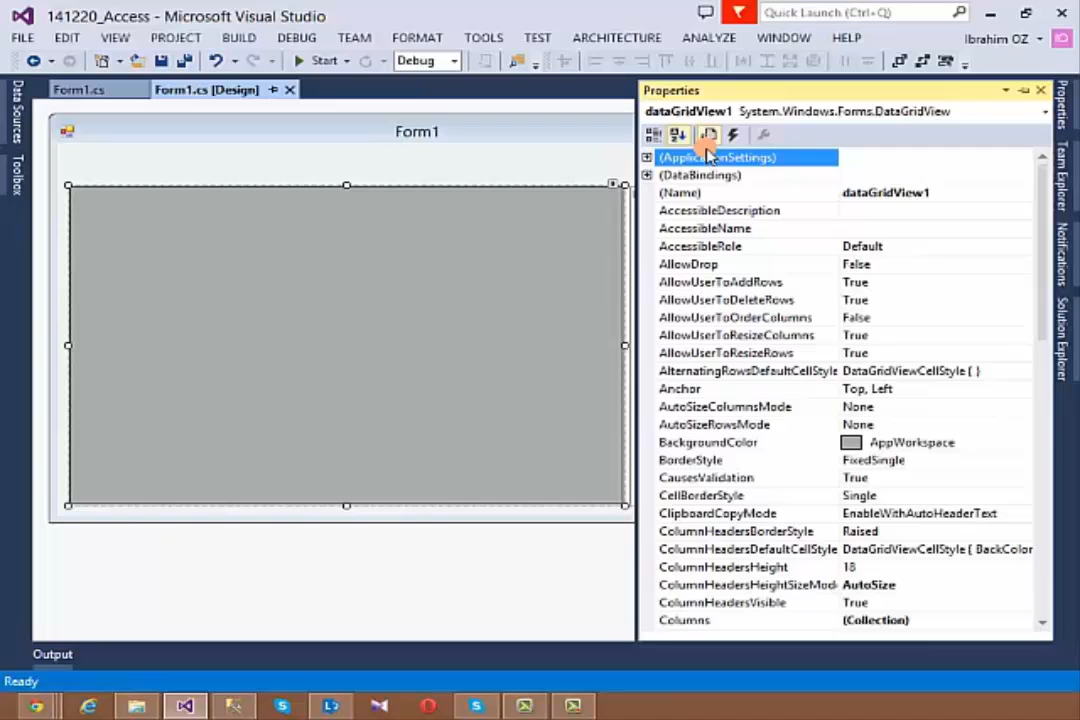 141220_Access - Microsoft Visual Studio
Quick Launch (Ctrl+Q)
FILE EDIT VIEW PROJECT BUILD DEBUG TEAM FORMAT TOOLS TEST ARCHITECTURE ANALYZE WINDOW HELP
Ibrahim OZ
IO
Start
Debug
Form1.cs
Form1.cs [Design]
Data Sources
Toolbox
Form1
Properties
dataGridView1 System.Windows.Forms.DataGridView
(DataBindings)
(Name) dataGridView1
AccessibleDescription
AccessibleName
AccessibleRole Default
AllowDrop False
AllowUserToAddRows True
AllowUserToDeleteRows True
AllowUserToOrderColumns False
AllowUserToResizeColumns True
AllowUserToResizeRows True
AlternatingRowsDefaultCellStyle DataGridViewCellStyle { }
Anchor Top, Left
AutoSizeColumnsMode None
AutoSizeRowsMode None
BackgroundColor AppWorkspace
BorderStyle FixedSingle
CausesValidation True
CellBorderStyle Single
ClipboardCopyMode EnableWithAutoHeaderText
ColumnHeadersBorderStyle Raised
ColumnHeadersDefaultCellStyle DataGridViewCellStyle { BackColor
ColumnHeadersHeight 18
ColumnHeadersHeightSizeMod AutoSize
ColumnHeadersVisible True
Columns (Collection)
Properties
Team Explorer
Notifications
Solution Explorer
Output
Ready